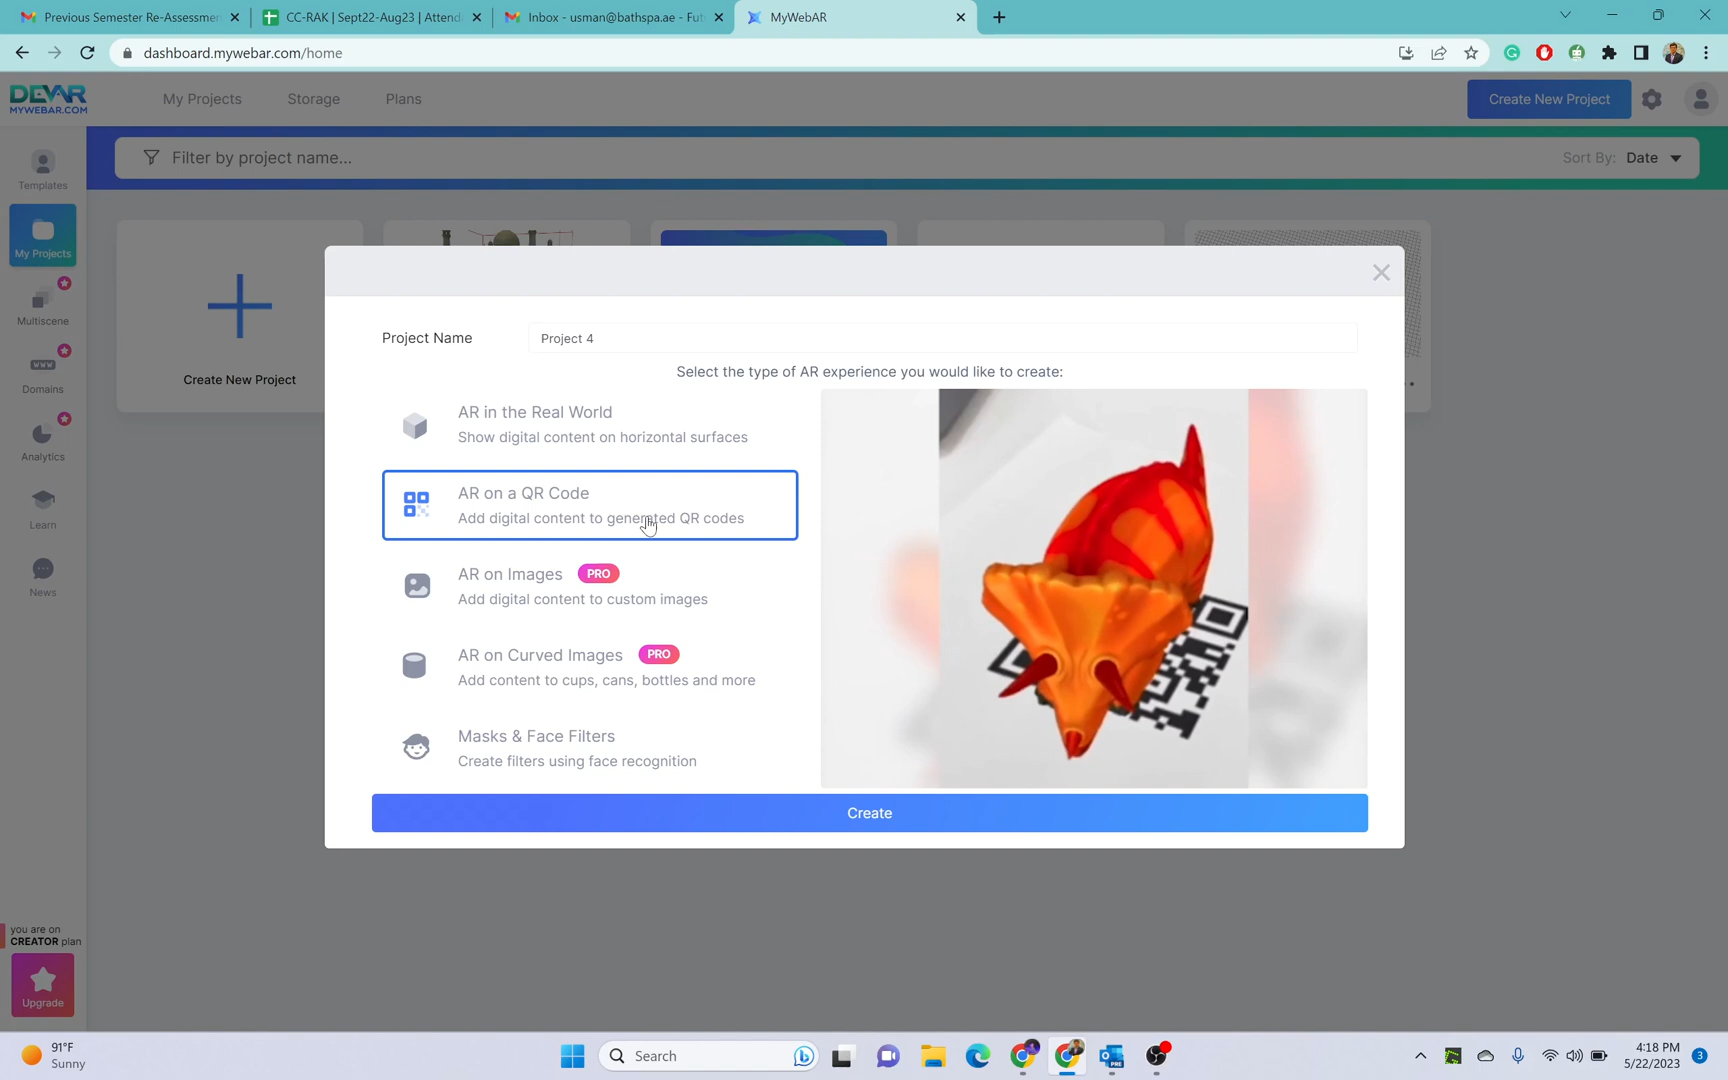 Previous Semester Re-Assessmen
CC-RAK | Sept22-Aug23 | Attend
Inbox - usman@bathspa.ae - Fut
MyWebAR
dashboard.mywebar.com/home
DEVAR
MYWEBAR.COM
My Projects
Storage
Plans
Create New Project
Filter by project name...
Sort By: Date
Templates
My Projects
Multiscene
www
Domains
Analytics
Learn
News
you are on
CREATOR plan
Upgrade
Create New Project
Project Name
Project 4
Select the type of AR experience you would like to create:
AR in the Real World
Show digital content on horizontal surfaces
AR on a QR Code
Add digital content to generated QR codes
AR on Images PRO
Add digital content to custom images
AR on Curved Images PRO
Add content to cups, cans, bottles and more
Masks & Face Filters
Create filters using face recognition
Create
91°F
Sunny
Search
PRE
4:18 PM
5/22/2023
3